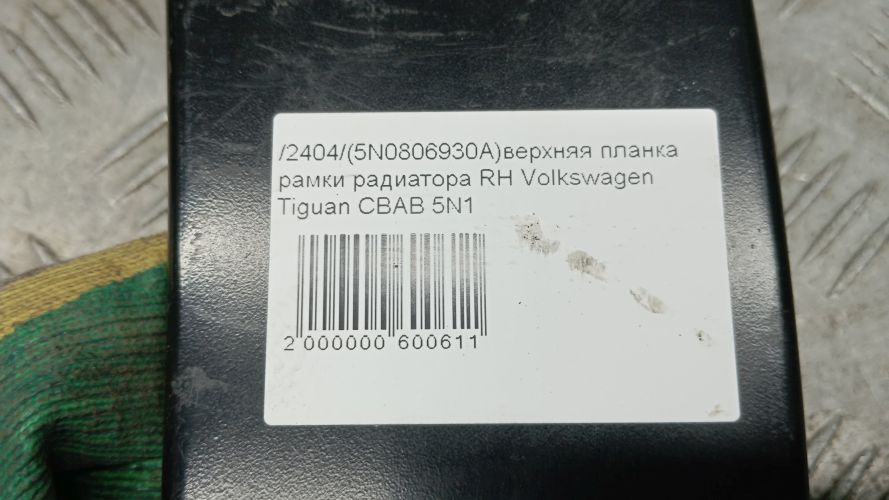 /2404/(5N0806930A)верхняя планка
рамки радиатора RH Volkswagen
Tiguan CBAB 5N1
2 000000 600611